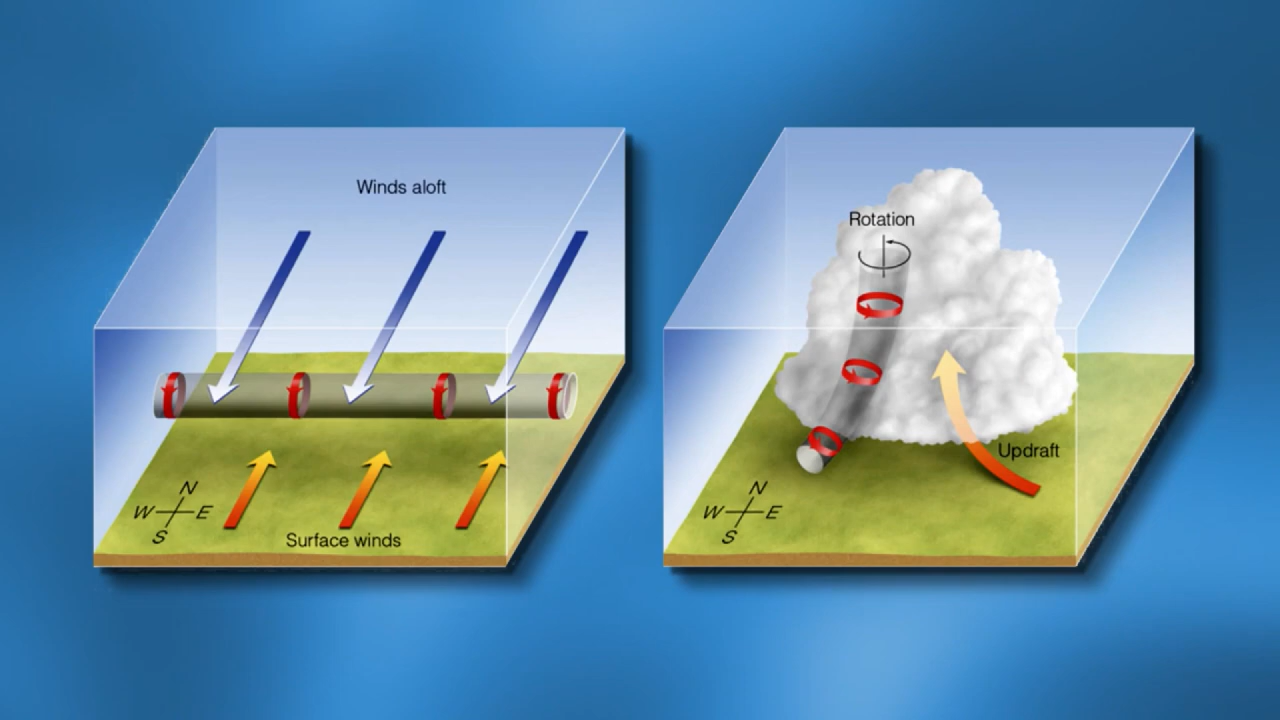 Winds aloft
N
W E
S
Surface winds
Rotation
Updraft
N
W E
S